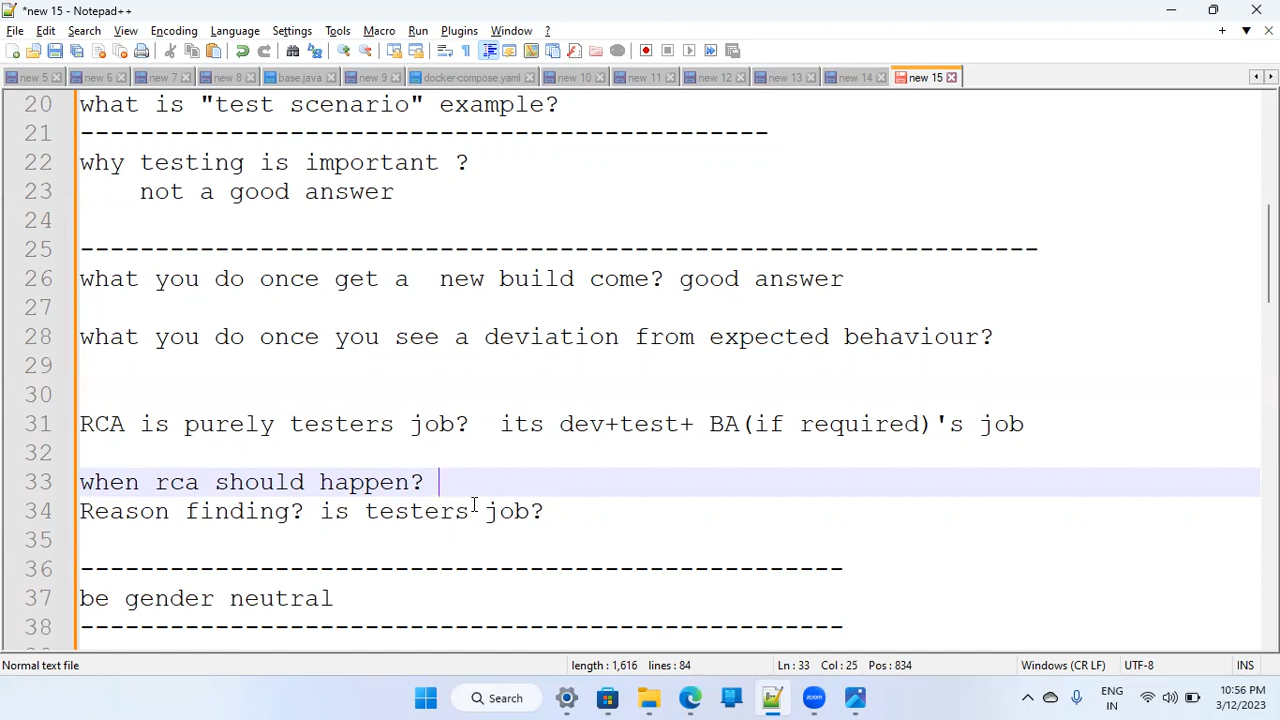 *new 15 - Notepad++
File Edit Search View Encoding Language Settings Tools Macro Run Plugins Window ?
new 5 new 6 new 7 new 8 base.java new 9 docker-compose.yaml new 10 new 11 new 12 new 13 new 14 new 15
20 what is "test scenario" example?
21 ----------------------------------------------
22 why testing is important ?
23 not a good answer
24
25 ----------------------------------------------------------------
26 what you do once get a  new build come? good answer
27
28 what you do once you see a deviation from expected behaviour?
29
30
31 RCA is purely testers job?  its dev+test+ BA(if required)'s job
32
33 when rca should happen?
34 Reason finding? is testers job?
35
36 ---------------------------------------------------
37 be gender neutral
38 ---------------------------------------------------
Normal text file length : 1,616 lines : 84 Ln : 33 Col : 25 Pos : 834 Windows (CR LF) UTF-8 INS
Search zoom ENG IN 10:56 PM 3/12/2023